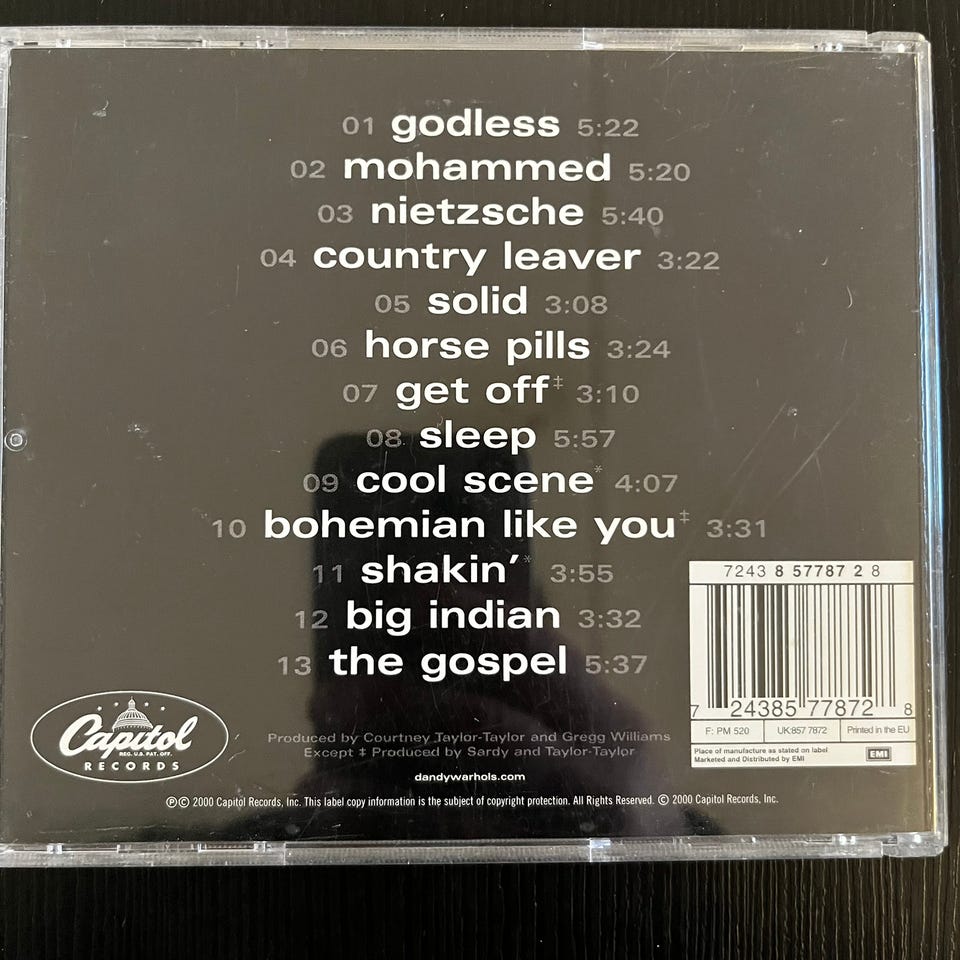 01 godless 5:22
02 mohammed 5:20
03 nietzsche 5:40
04 country leaver 3:22
05 solid 3:08
06 horse pills 3:24
07 get off‡ 3:10
08 sleep 5:57
09 cool scene* 4:07
10 bohemian like you‡ 3:31
11 shakin’* 3:55
12 big indian 3:32
13 the gospel 5:37
7243 8 57787 2 8
7 24385 77872 8
F: PM 520 UK:857 7872 Printed in the EU
Place of manufacture as stated on label
Marketed and Distributed by EMI
EMI
Capitol
REG. U.S. PAT. OFF.
RECORDS
Produced by Courtney Taylor-Taylor and Gregg Williams
Except ‡ Produced by Sardy and Taylor-Taylor
dandywarhols.com
℗© 2000 Capitol Records, Inc. This label copy information is the subject of copyright protection. All Rights Reserved. © 2000 Capitol Records, Inc.